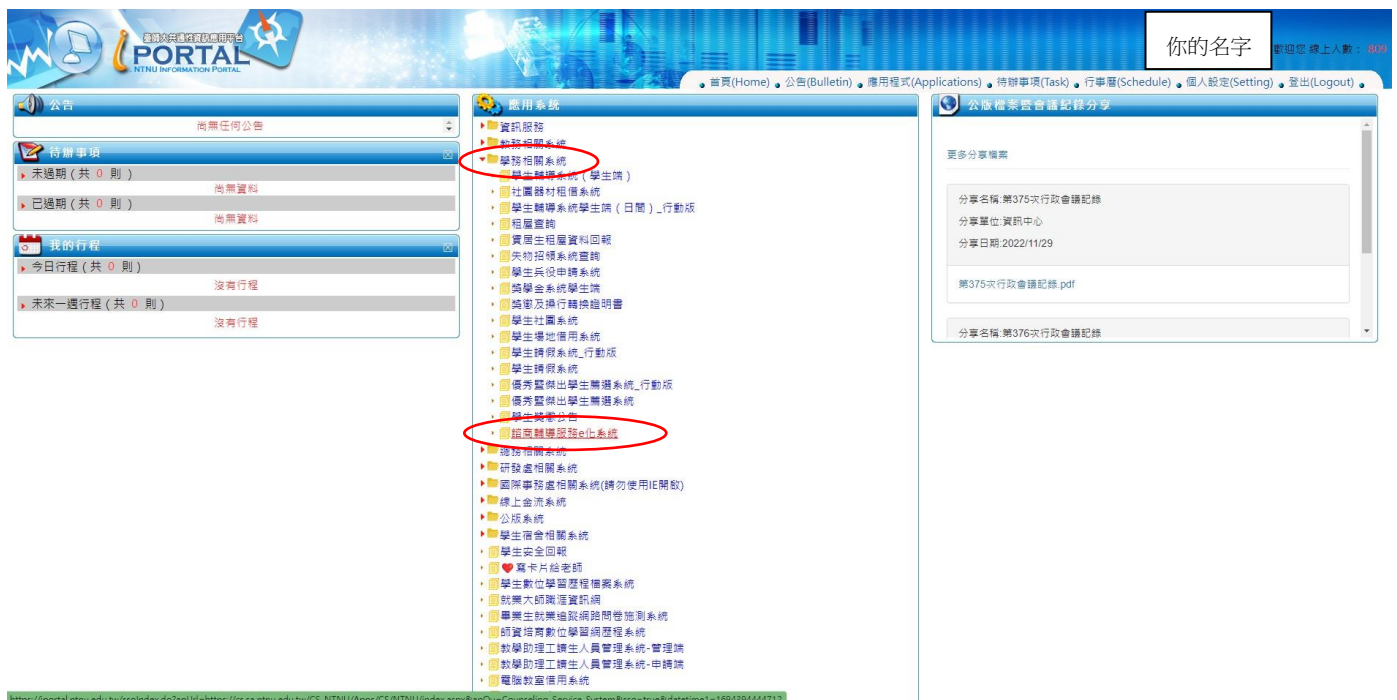 臺師大共通性資訊應用平台
PORTAL
NTNU INFORMATION PORTAL
你的名字
歡迎您 線上人數： 809
首頁(Home) 公告(Bulletin) 應用程式(Applications) 待辦事項(Task) 行事曆(Schedule) 個人設定(Setting) 登出(Logout)
公告
尚無任何公告
待辦事項
未過期 ( 共 0 則 )
尚無資料
已過期 ( 共 0 則 )
尚無資料
我的行程
今日行程 ( 共 0 則 )
沒有行程
未來一週行程 ( 共 0 則 )
沒有行程
應用系統
資訊服務
教務相關系統
學務相關系統
學生輔導系統 ( 學生端 )
社團器材租借系統
學生輔導系統學生端 ( 日間 )_行動版
租屋查詢
賃居生租屋資料回報
失物招領系統查詢
學生兵役申請系統
獎學金系統學生端
獎懲及操行轉換證明書
學生社團系統
學生場地借用系統
學生請假系統_行動版
學生請假系統
優秀暨傑出學生薦選系統_行動版
優秀暨傑出學生薦選系統
學生獎懲公告
諮商輔導服務e化系統
總務相關系統
研發處相關系統
國際事務處相關系統(請勿使用IE開啟)
線上金流系統
公版系統
學生宿舍相關系統
學生安全回報
寫卡片給老師
學生數位學習歷程檔案系統
就業大師職涯資訊網
畢業生就業追蹤網路問卷施測系統
師資培育數位學習網歷程系統
教學助理工讀生人員管理系統-管理端
教學助理工讀生人員管理系統-申請端
電腦教室借用系統
公版檔案暨會議記錄分享
更多分享檔案
分享名稱:第375次行政會議記錄
分享單位:資訊中心
分享日期:2022/11/29
第375次行政會議記錄.pdf
分享名稱:第376次行政會議記錄